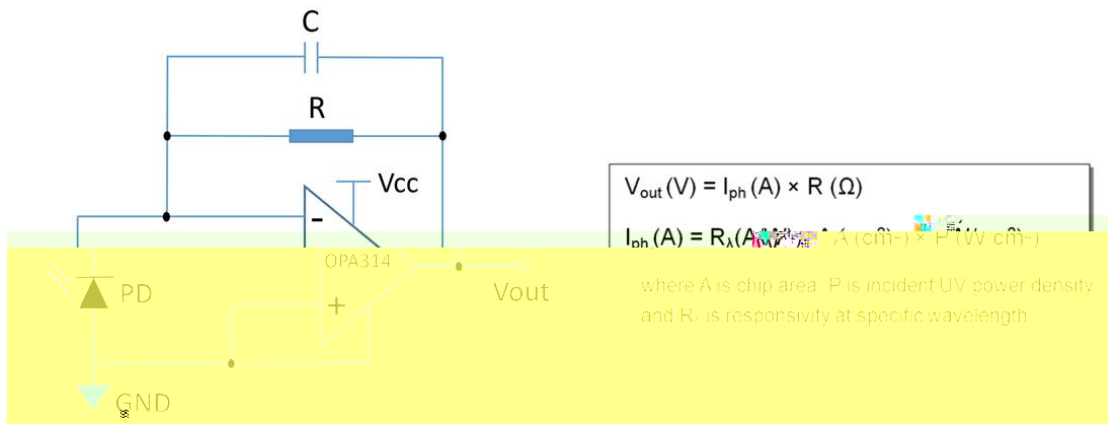 C
R
Vcc
-
OPA314
+
PD
Vout
GND
Vout (V) = Iph (A) × R (Ω)
Iph (A) = Rλ(A
where A is chip area, P is incident UV power density
and R is responsivity at specific wavelength